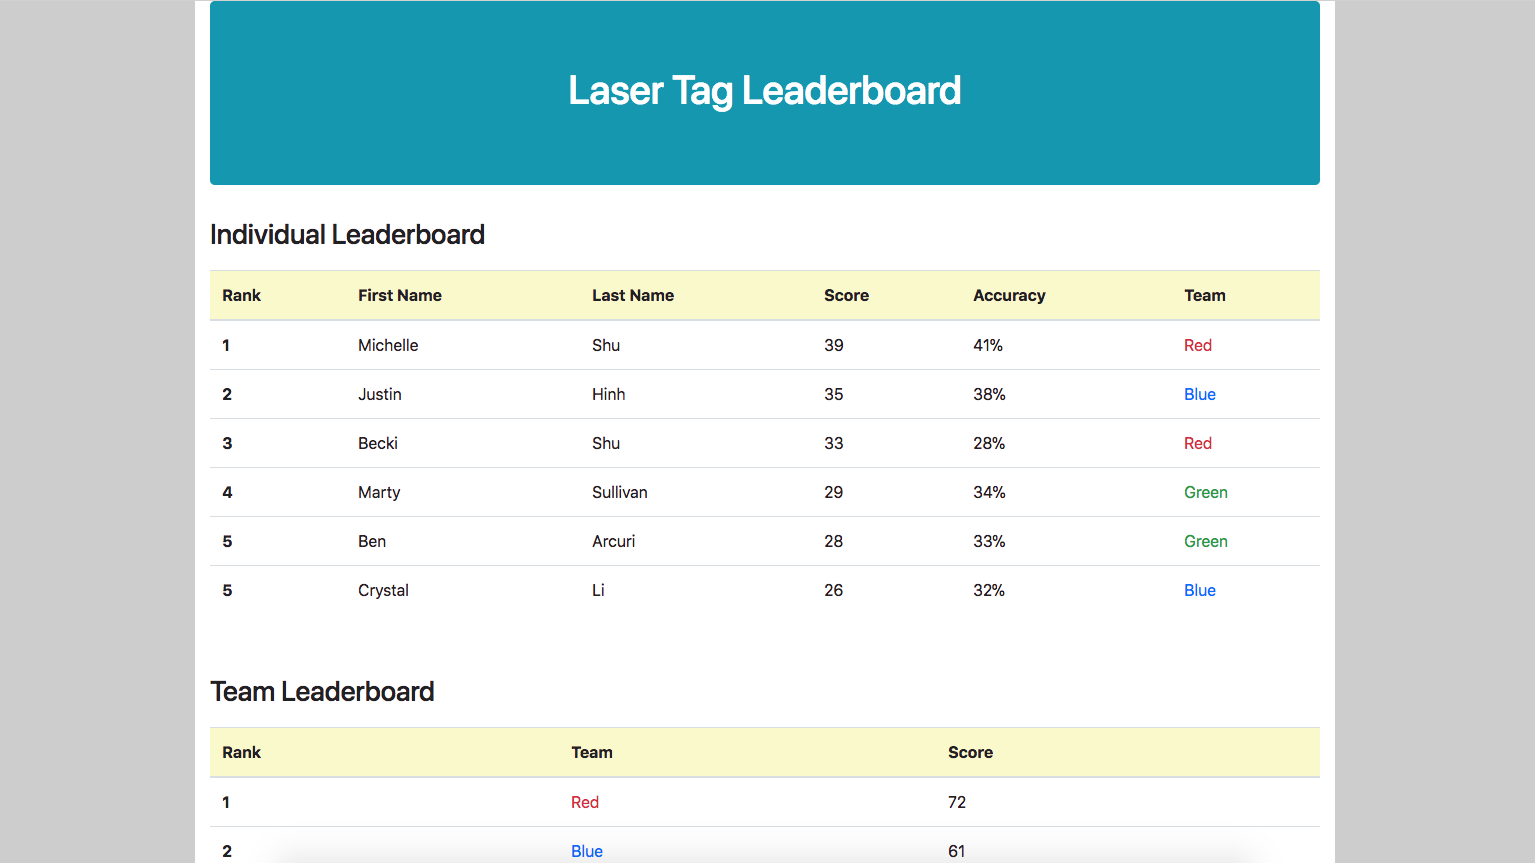 Laser Tag Leaderboard
Individual Leaderboard
Rank First Name Last Name Score Accuracy Team
1 Michelle Shu 39 41% Red
2 Justin Hinh 35 38% Blue
3 Becki Shu 33 28% Red
4 Marty Sullivan 29 34% Green
5 Ben Arcuri 28 33% Green
5 Crystal Li 26 32% Blue
Team Leaderboard
Rank Team Score
1 Red 72
2 Blue 61